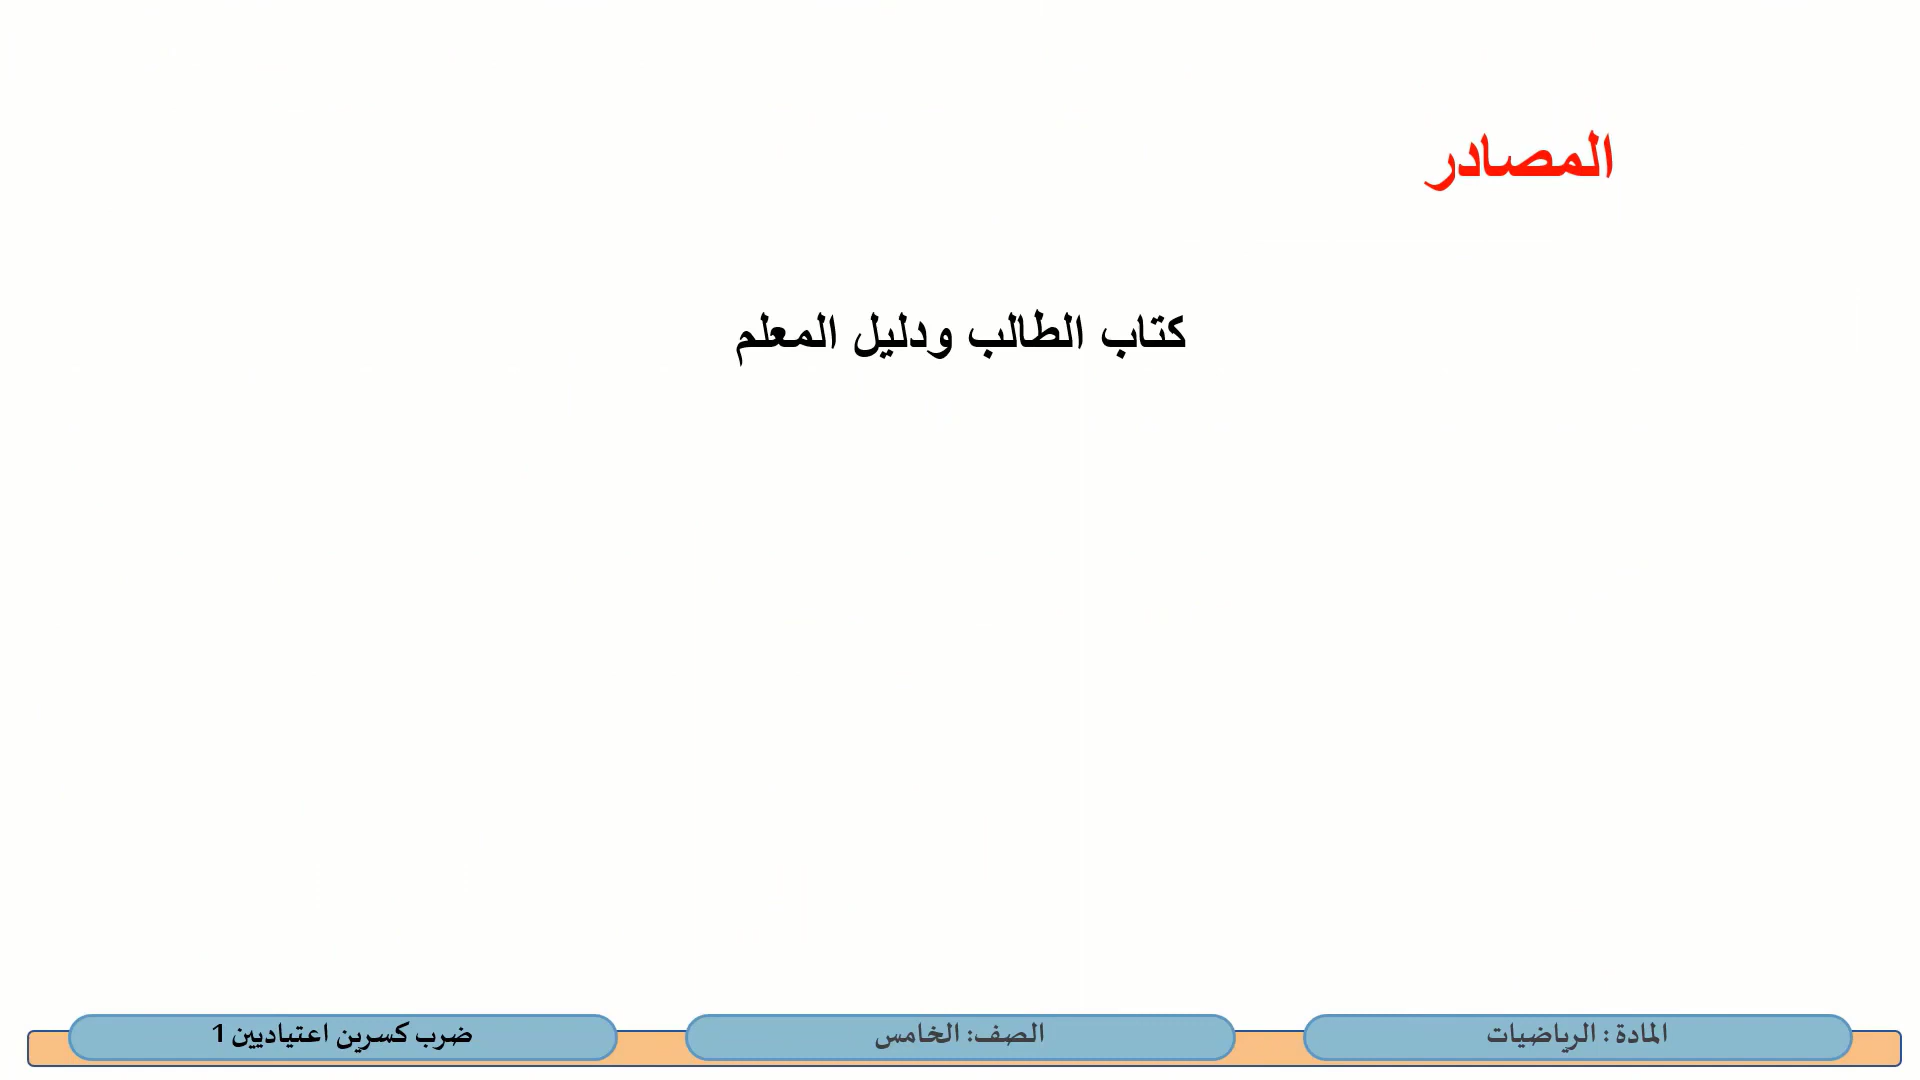 المصادر
كتاب الطالب ودليل المعلم
المادة : الرياضيات
الصف: الخامس
ضرب كسرين اعتياديين 1